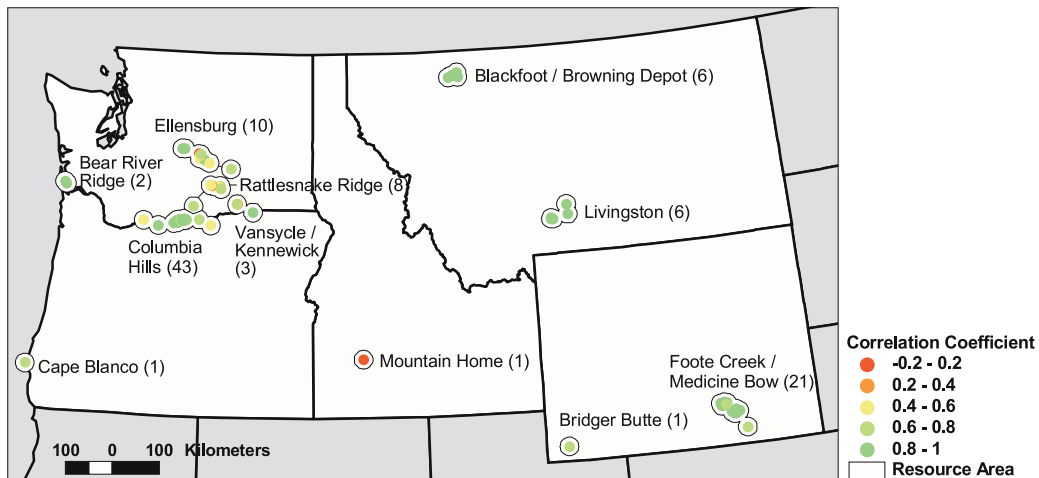 Blackfoot / Browning Depot (6)
Ellensburg (10)
Bear River
Ridge (2)
Rattlesnake Ridge (8)
Livingston (6)
Vansycle /
Kennewick
(3)
Columbia
Hills (43)
Cape Blanco (1)
Mountain Home (1)
Foote Creek /
Medicine Bow (21)
Bridger Butte (1)
100 0 100 Kilometers
Correlation Coefficient
-0.2 - 0.2
0.2 - 0.4
0.4 - 0.6
0.6 - 0.8
0.8 - 1
Resource Area